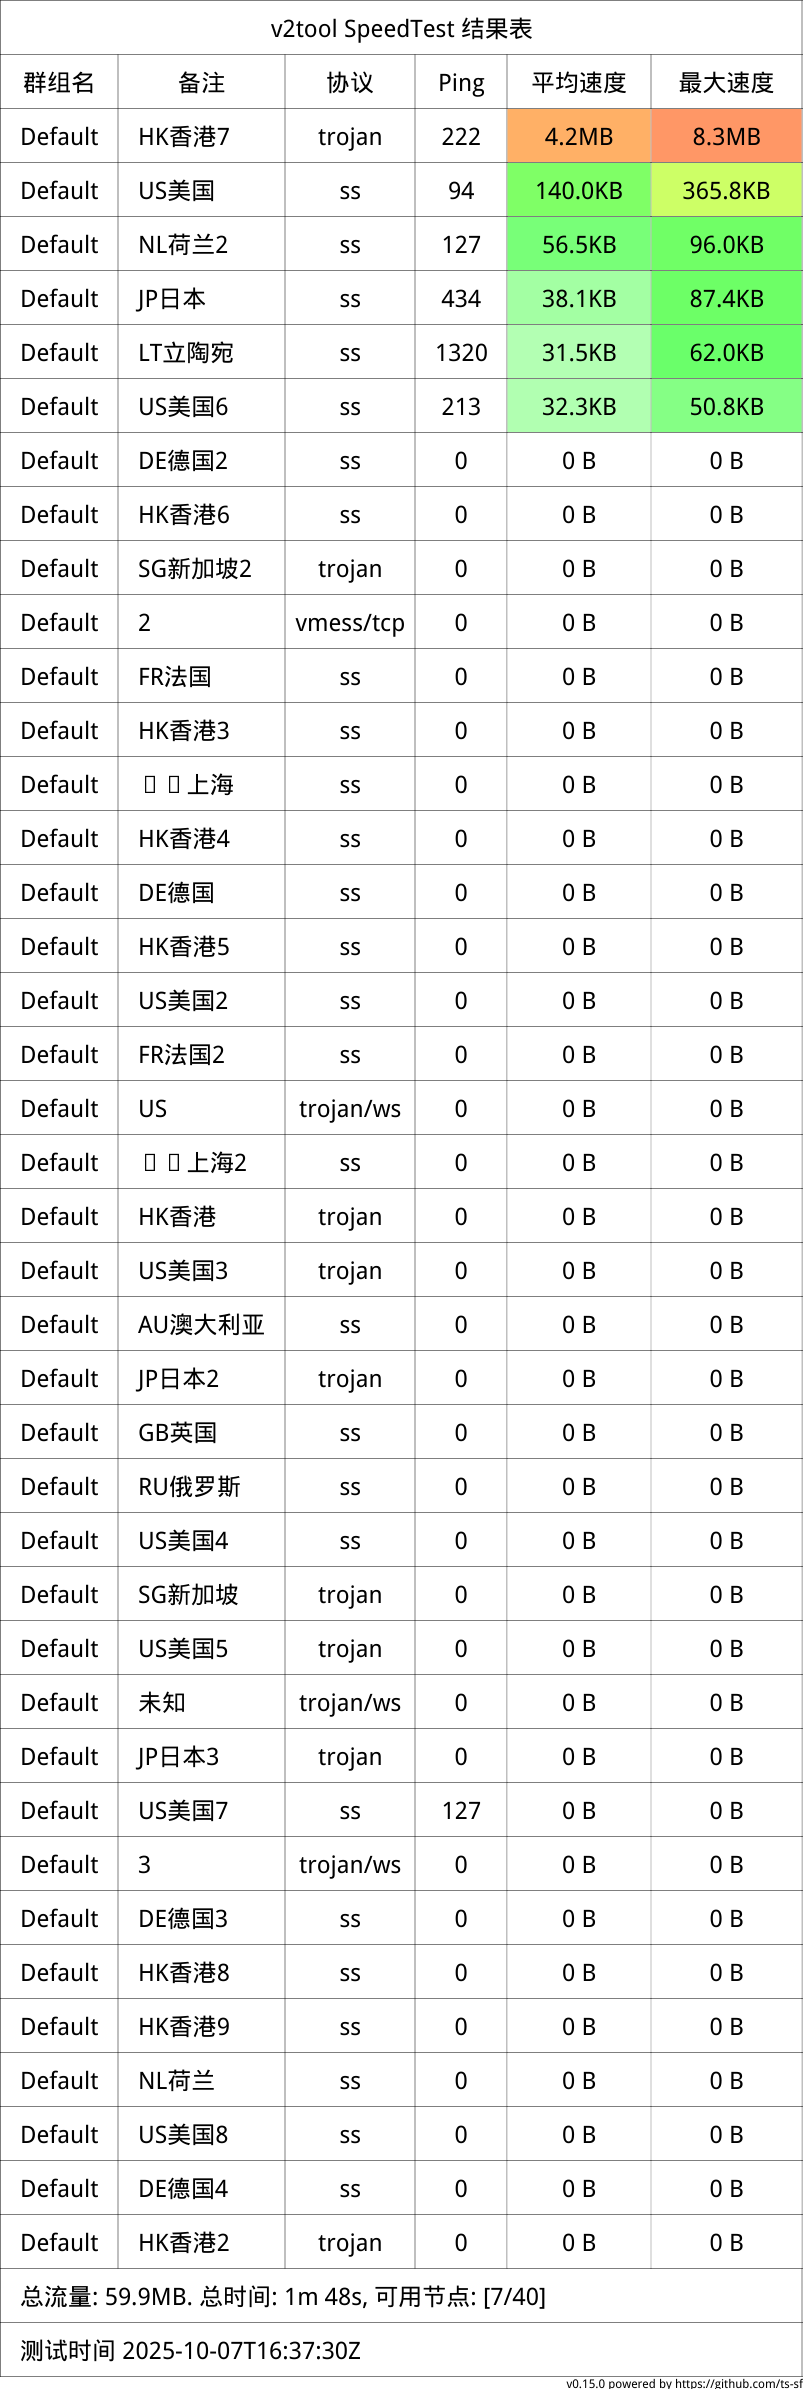 v2tool SpeedTest 结果表
群组名 备注 协议 Ping 平均速度 最大速度
Default HK香港7 trojan 222 4.2MB 8.3MB
Default US美国 ss 94 140.0KB 365.8KB
Default NL荷兰2 ss 127 56.5KB 96.0KB
Default JP日本 ss 434 38.1KB 87.4KB
Default LT立陶宛 ss 1320 31.5KB 62.0KB
Default US美国6 ss 213 32.3KB 50.8KB
Default DE德国2 ss 0 0 B 0 B
Default HK香港6 ss 0 0 B 0 B
Default SG新加坡2 trojan 0 0 B 0 B
Default 2 vmess/tcp 0 0 B 0 B
Default FR法国 ss 0 0 B 0 B
Default HK香港3 ss 0 0 B 0 B
Default 上海 ss 0 0 B 0 B
Default HK香港4 ss 0 0 B 0 B
Default DE德国 ss 0 0 B 0 B
Default HK香港5 ss 0 0 B 0 B
Default US美国2 ss 0 0 B 0 B
Default FR法国2 ss 0 0 B 0 B
Default US trojan/ws 0 0 B 0 B
Default 上海2 ss 0 0 B 0 B
Default HK香港 trojan 0 0 B 0 B
Default US美国3 trojan 0 0 B 0 B
Default AU澳大利亚 ss 0 0 B 0 B
Default JP日本2 trojan 0 0 B 0 B
Default GB英国 ss 0 0 B 0 B
Default RU俄罗斯 ss 0 0 B 0 B
Default US美国4 ss 0 0 B 0 B
Default SG新加坡 trojan 0 0 B 0 B
Default US美国5 trojan 0 0 B 0 B
Default 未知 trojan/ws 0 0 B 0 B
Default JP日本3 trojan 0 0 B 0 B
Default US美国7 ss 127 0 B 0 B
Default 3 trojan/ws 0 0 B 0 B
Default DE德国3 ss 0 0 B 0 B
Default HK香港8 ss 0 0 B 0 B
Default HK香港9 ss 0 0 B 0 B
Default NL荷兰 ss 0 0 B 0 B
Default US美国8 ss 0 0 B 0 B
Default DE德国4 ss 0 0 B 0 B
Default HK香港2 trojan 0 0 B 0 B
总流量: 59.9MB. 总时间: 1m 48s, 可用节点: [7/40]
测试时间 2025-10-07T16:37:30Z
v0.15.0 powered by https://github.com/ts-sf